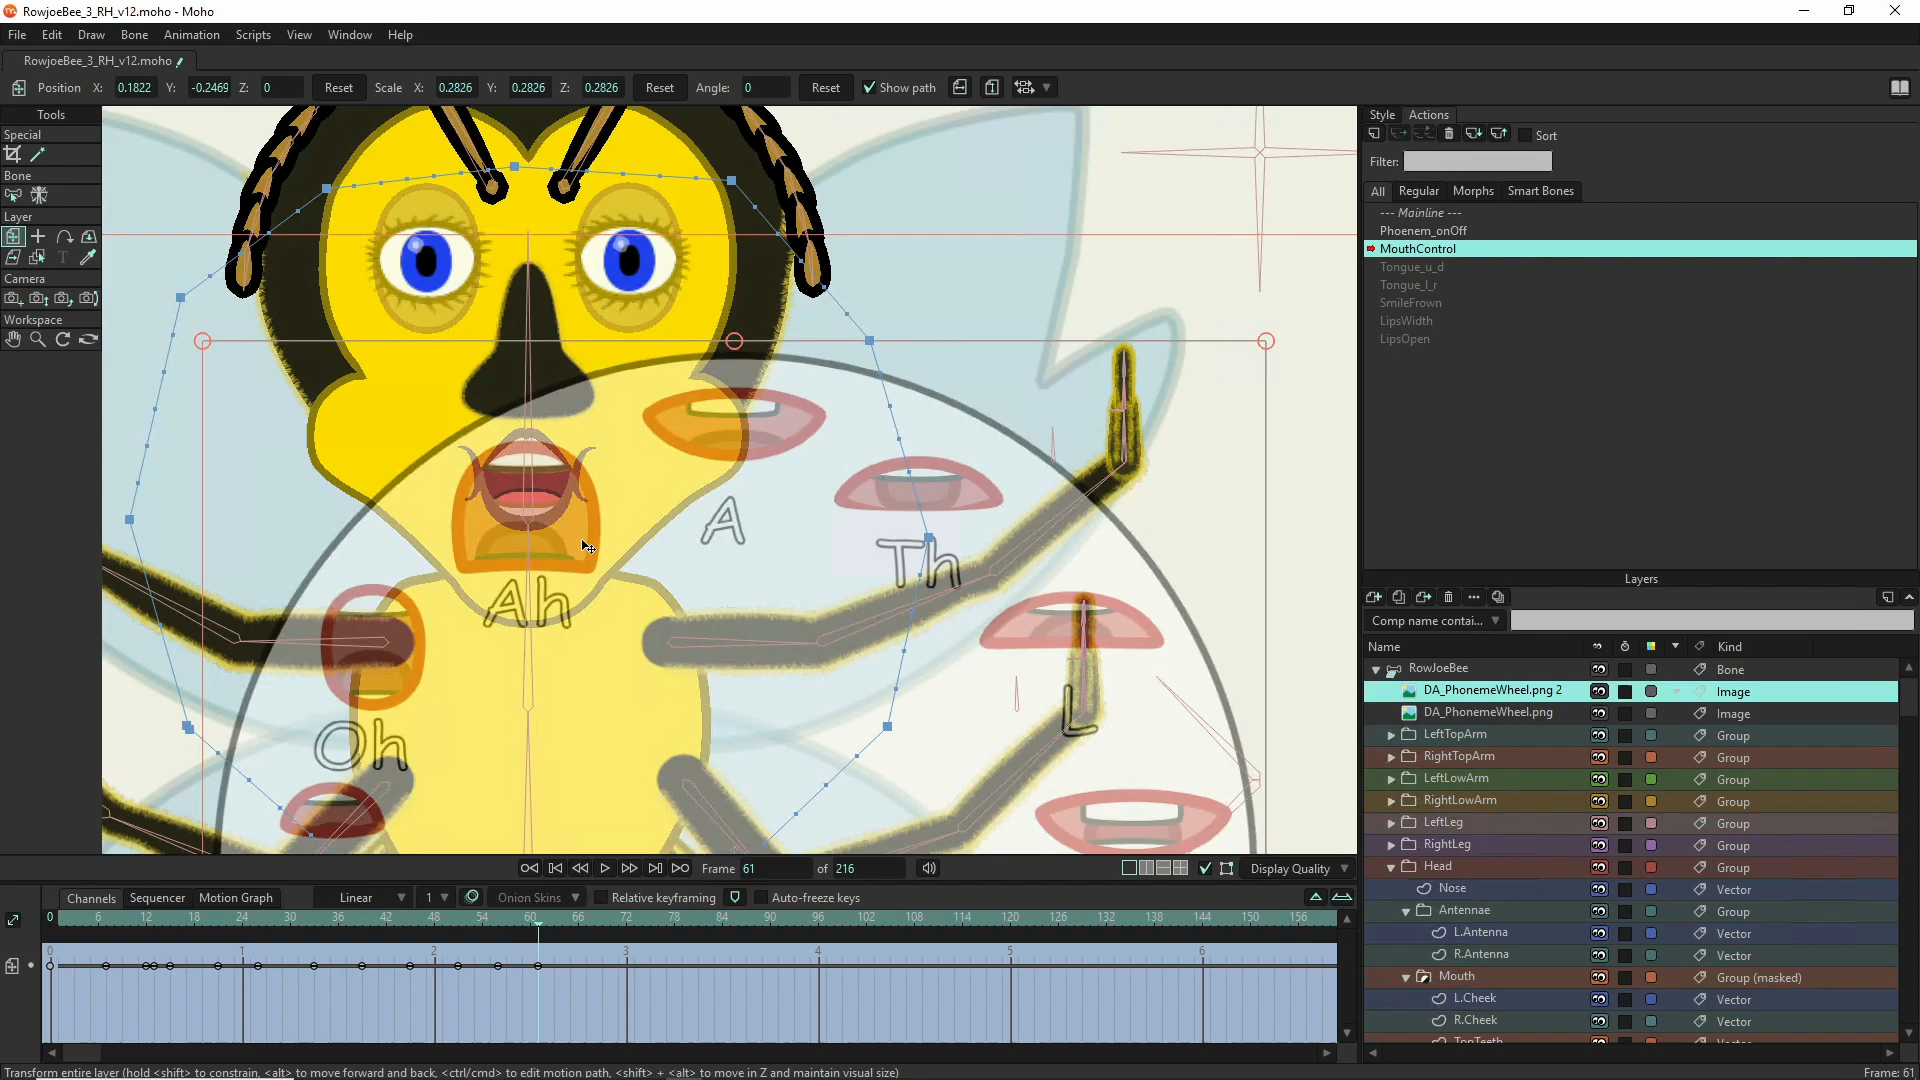 RowjoeBee_3_RH_v12.moho - Moho
File Edit Draw Bone Animation Scripts View Window Help
RowjoeBee_3_RH_v12.moho
Position X: 0.1822 Y: -0.2469 Z: 0 Reset Scale X: 0.2826 Y: 0.2826 Z: 0.2826 Reset Angle: 0 Reset Show path
Tools
Special
Bone
Layer
Camera
Workspace
A
Th
Ah
L
Oh
Style Actions
Sort
Filter:
All Regular Morphs Smart Bones
--- Mainline ---
Phoenem_onOff
MouthControl
Tongue_u_d
Tongue_l_r
SmileFrown
LipsWidth
LipsOpen
Layers
Comp name contai...
Name Kind
RowJoeBee Bone
DA_PhonemeWheel.png 2 Image
DA_PhonemeWheel.png Image
LeftTopArm Group
RightTopArm Group
LeftLowArm Group
RightLowArm Group
LeftLeg Group
RightLeg Group
Head Group
Nose Vector
Antennae Group
L.Antenna Vector
R.Antenna Vector
Mouth Group (masked)
L.Cheek Vector
R.Cheek Vector
TopTeeth Vector
Frame 61 of 216 Display Quality
Channels Sequencer Motion Graph Linear 1 Onion Skins Relative keyframing Auto-freeze keys
0 6 12 18 24 30 36 42 48 54 60 66 72 78 84 90 96 102 108 114 120 126 132 138 144 150 156
0 1 2 3 4 5 6
Transform entire layer (hold <shift> to constrain, <alt> to move forward and back, <ctrl/cmd> to edit motion path, <shift> + <alt> to move in Z and maintain visual size) Frame: 61